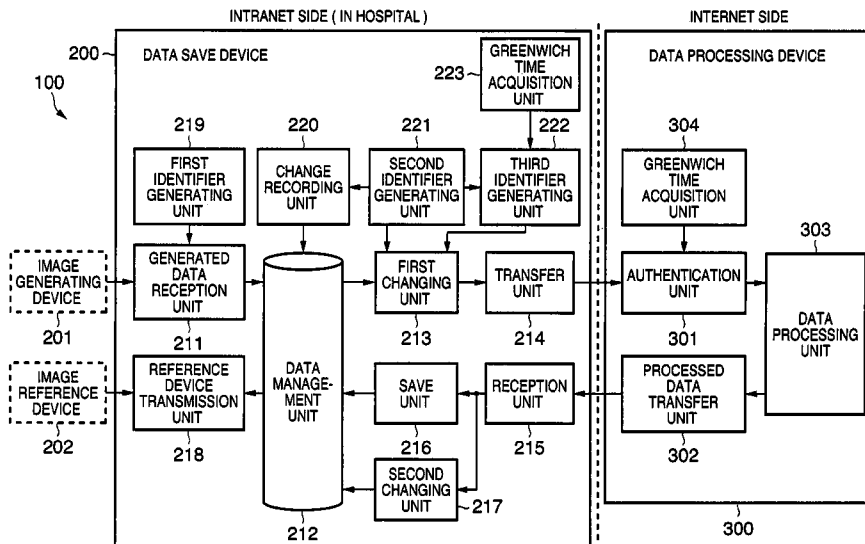 INTRANET SIDE ( IN HOSPITAL )
INTERNET SIDE
200
DATA SAVE DEVICE
223
GREENWICH
TIME
ACQUISITION
UNIT
DATA PROCESSING DEVICE
100
219
220
221
222
304
FIRST
IDENTIFIER
GENERATING
UNIT
CHANGE
RECORDING
UNIT
SECOND
IDENTIFIER
GENERATING
UNIT
THIRD
IDENTIFIER
GENERATING
UNIT
GREENWICH
TIME
ACQUISITION
UNIT
303
IMAGE
GENERATING
DEVICE
201
GENERATED
DATA
RECEPTION
UNIT
211
FIRST
CHANGING
UNIT
213
TRANSFER
UNIT
214
AUTHENTICATION
UNIT
301
DATA
PROCESSING
UNIT
IMAGE
REFERENCE
DEVICE
202
REFERENCE
DEVICE
TRANSMISSION
UNIT
218
DATA
MANAGE-
MENT
UNIT
212
SAVE
UNIT
216
RECEPTION
UNIT
215
PROCESSED
DATA
TRANSFER
UNIT
302
SECOND
CHANGING
UNIT
217
300